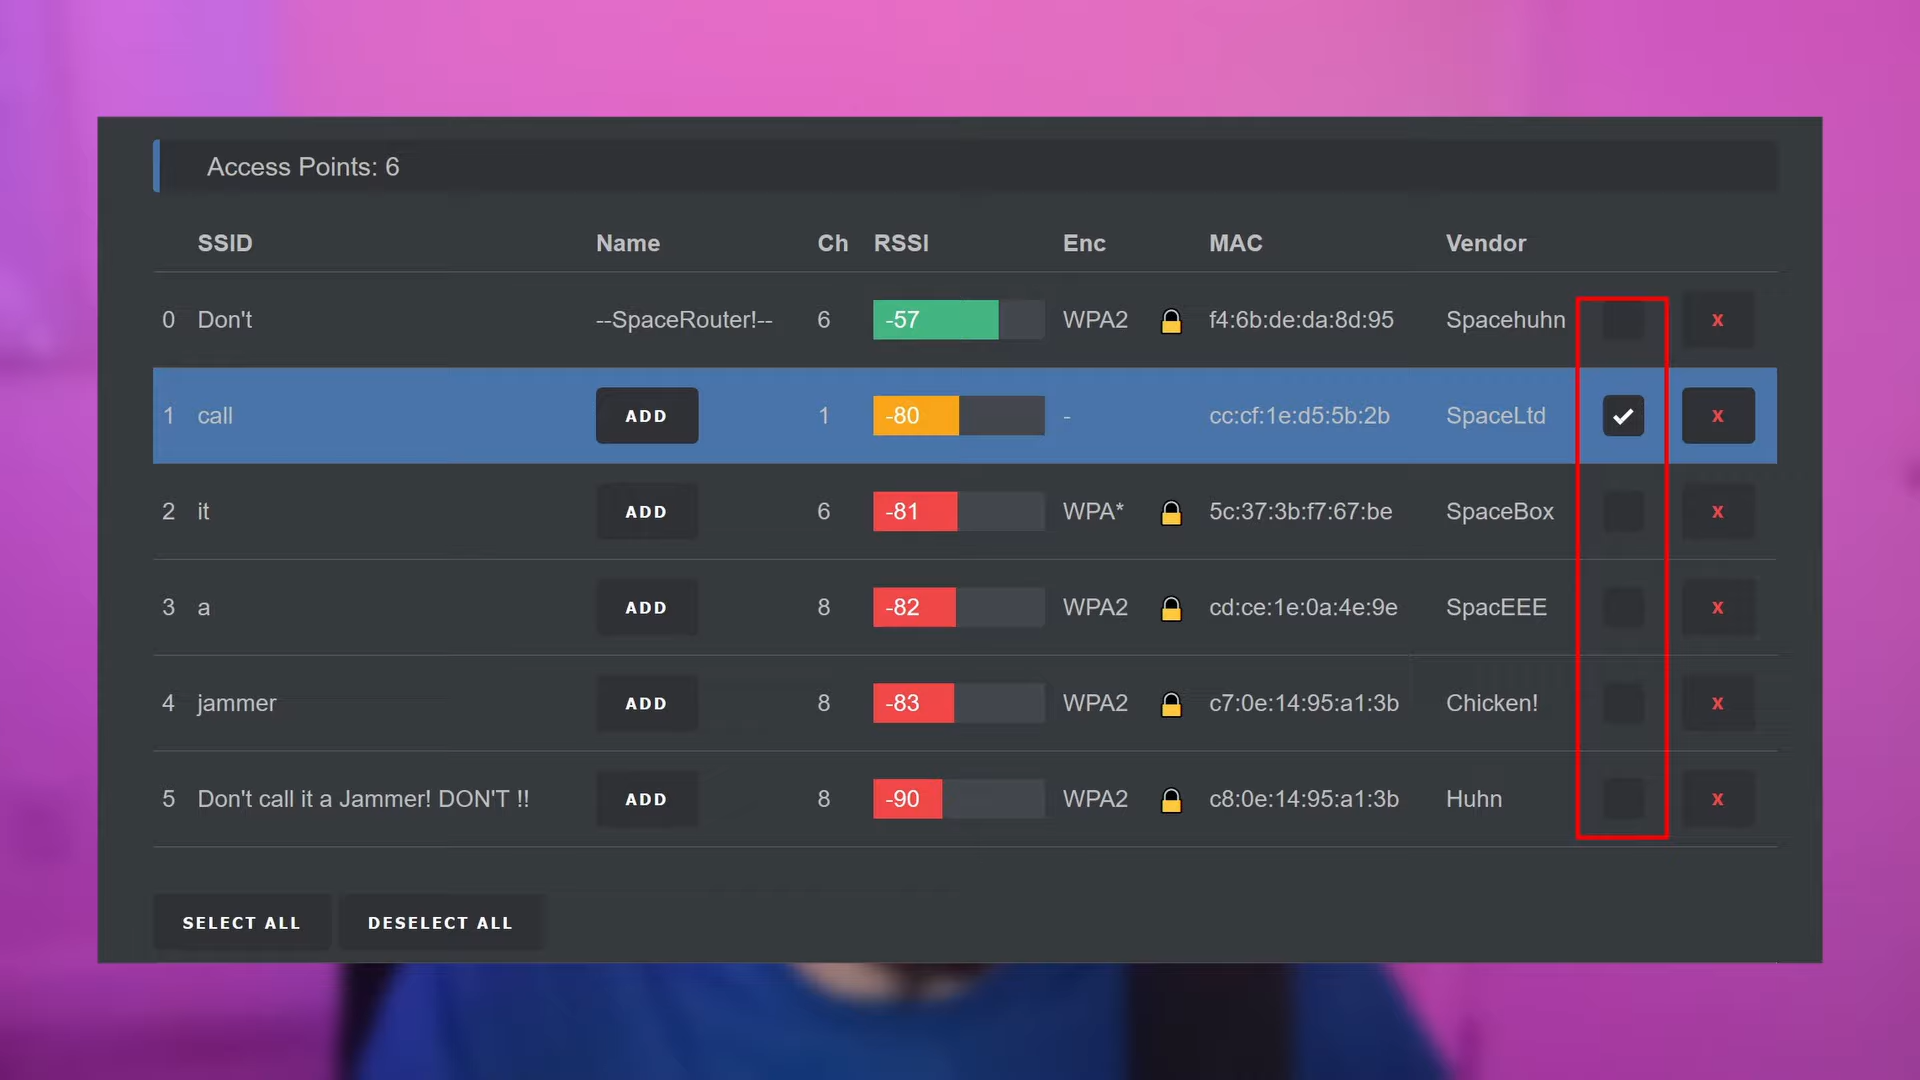 Access Points: 6
SSID Name Ch RSSI Enc MAC Vendor
0 Don't --SpaceRouter!-- 6 -57 WPA2 f4:6b:de:da:8d:95 Spacehuhn x
1 call ADD 1 -80 - cc:cf:1e:d5:5b:2b SpaceLtd x
2 it ADD 6 -81 WPA* 5c:37:3b:f7:67:be SpaceBox x
3 a ADD 8 -82 WPA2 cd:ce:1e:0a:4e:9e SpacEEE x
4 jammer ADD 8 -83 WPA2 c7:0e:14:95:a1:3b Chicken! x
5 Don't call it a Jammer! DON'T !! ADD 8 -90 WPA2 c8:0e:14:95:a1:3b Huhn x
SELECT ALL DESELECT ALL